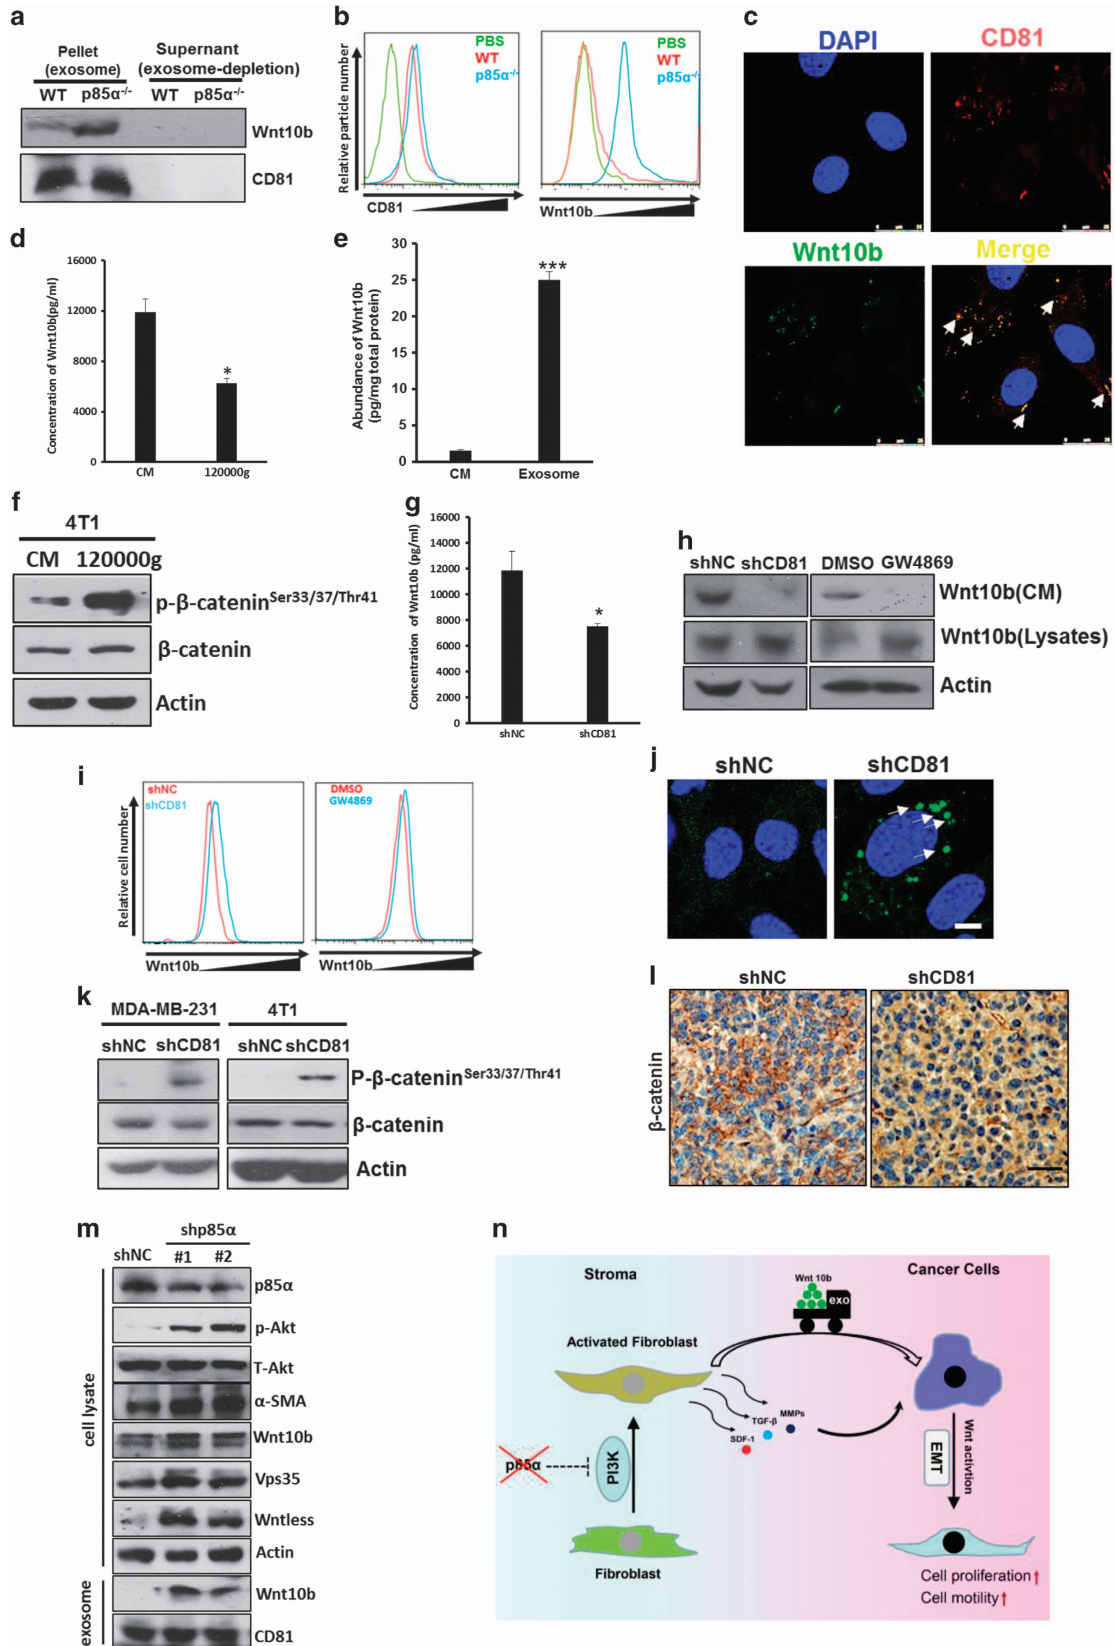 a
Pellet
(exosome)
Supernant
(exosome-depletion)
WT p85α-/- WT p85α-/-
Wnt10b
CD81
b
Relative particle number
PBS
WT
p85α-/-
CD81
PBS
WT
p85α-/-
Wnt10b
c
DAPI
CD81
Wnt10b
Merge
d
Concentration of Wnt10b(pg/ml)
16000
12000
8000
4000
0
*
CM 120000g
e
Abundance of Wnt10b
(pg/mg total protein)
30
25
20
15
10
5
0
***
CM Exosome
f
4T1
CM 120000g
p-β-catenin Ser33/37/Thr41
β-catenin
Actin
g
Concentration of Wnt10b (pg/ml)
16000
14000
12000
10000
8000
6000
4000
2000
0
*
shNC shCD81
h
shNC shCD81 DMSO GW4869
Wnt10b(CM)
Wnt10b(Lysates)
Actin
i
Relative cell number
shNC
shCD81
Wnt10b
DMSO
GW4869
Wnt10b
j
shNC shCD81
k
MDA-MB-231 4T1
shNC shCD81 shNC shCD81
P-β-catenin Ser33/37/Thr41
β-catenin
Actin
l
shNC shCD81
β-catenin
m
shp85α
shNC #1 #2
cell lysate
p85α
p-Akt
T-Akt
α-SMA
Wnt10b
Vps35
Wntless
Actin
exosome
Wnt10b
CD81
n
Stroma
Cancer Cells
Wnt 10b
exo
Activated Fibroblast
SDF-1
TGF-β
MMPs
p85α
PI3K
EMT
Wnt activtion
Fibroblast
Cell proliferation
Cell motility